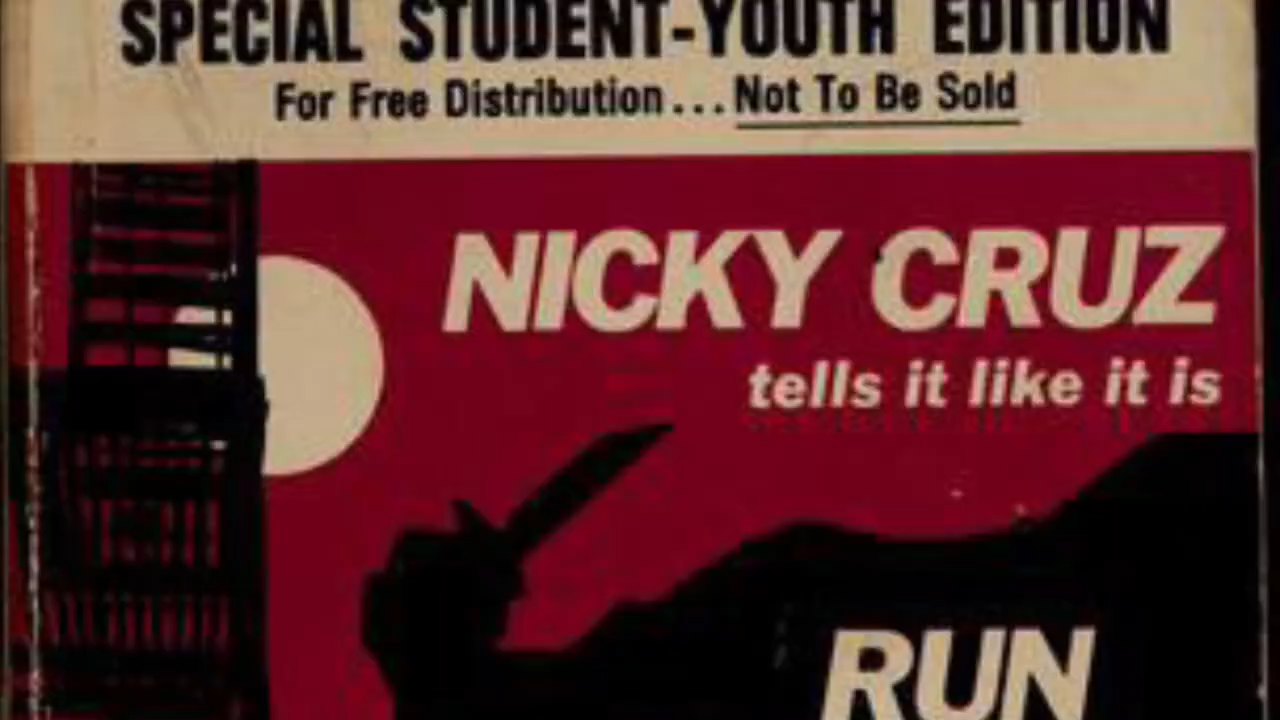 SPECIAL STUDENT-YOUTH EDITION
For Free Distribution... Not To Be Sold
NICKY CRUZ
tells it like it is
RUN